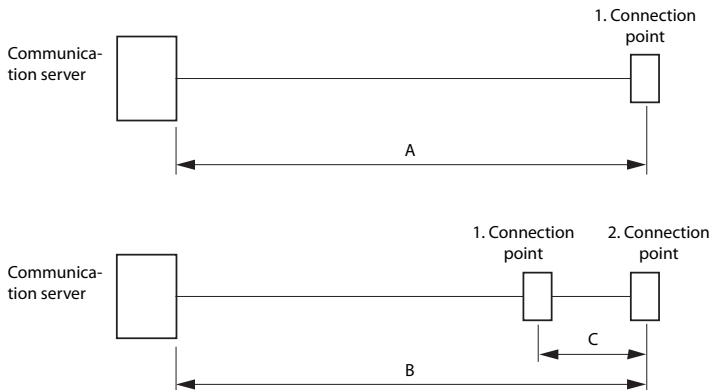 1. Connection
point
Communica-
tion server
A
1. Connection
point
2. Connection
point
Communica-
tion server
C
B